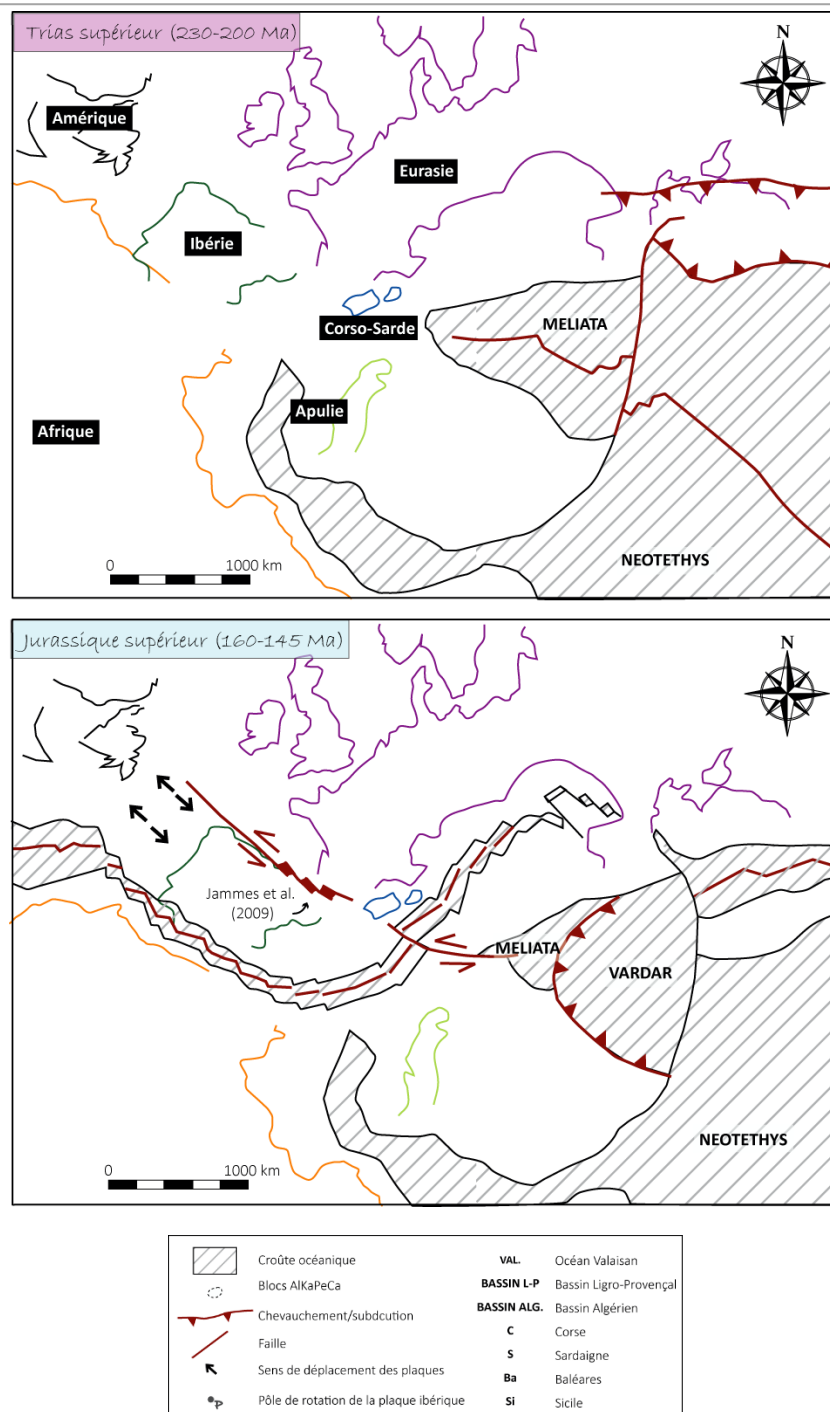 Trias supérieur (230-200 Ma)
N
Amérique
Eurasie
Ibérie
Corso-Sarde
MELIATA
Apulie
Afrique
0 1000 km
NEOTETHYS
Jurassique supérieur (160-145 Ma)
N
Jammes et al.
(2009)
MELIATA
VARDAR
NEOTETHYS
0 1000 km
Croûte océanique
Blocs AlKaPeCa
Chevauchement/subdcution
Faille
Sens de déplacement des plaques
P Pôle de rotation de la plaque ibérique
VAL. Océan Valaisan
BASSIN L-P Bassin Ligro-Provençal
BASSIN ALG. Bassin Algérien
C Corse
S Sardaigne
Ba Baléares
Si Sicile